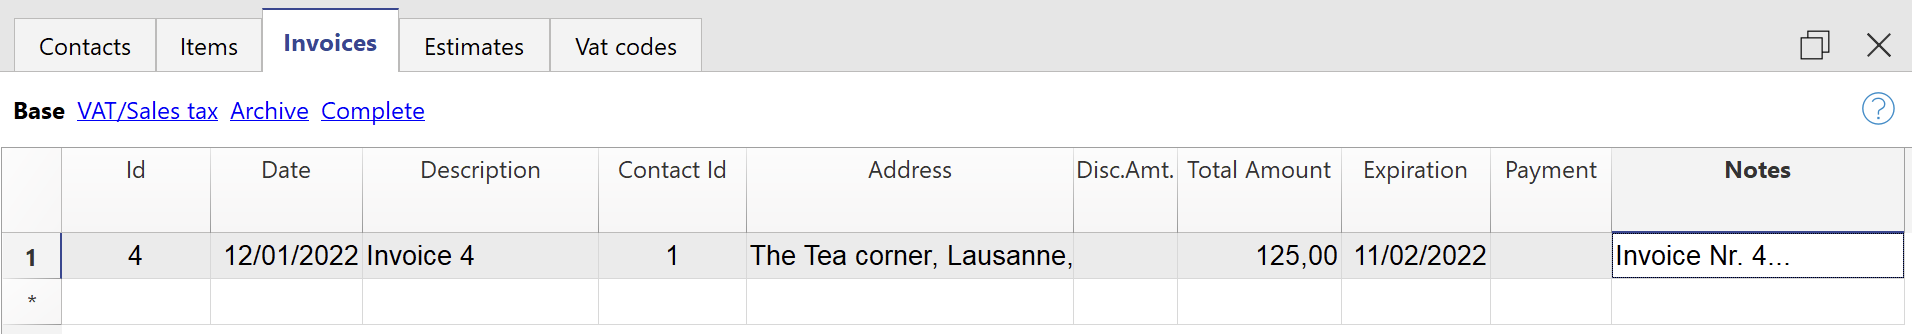 Contacts Items Invoices Estimates Vat codes
Base VAT/Sales tax Archive Complete ?
Id Date Description Contact Id Address Disc.Amt. Total Amount Expiration Payment Notes
1 4 12/01/2022 Invoice 4 1 The Tea corner, Lausanne, 125,00 11/02/2022 Invoice Nr. 4...
*